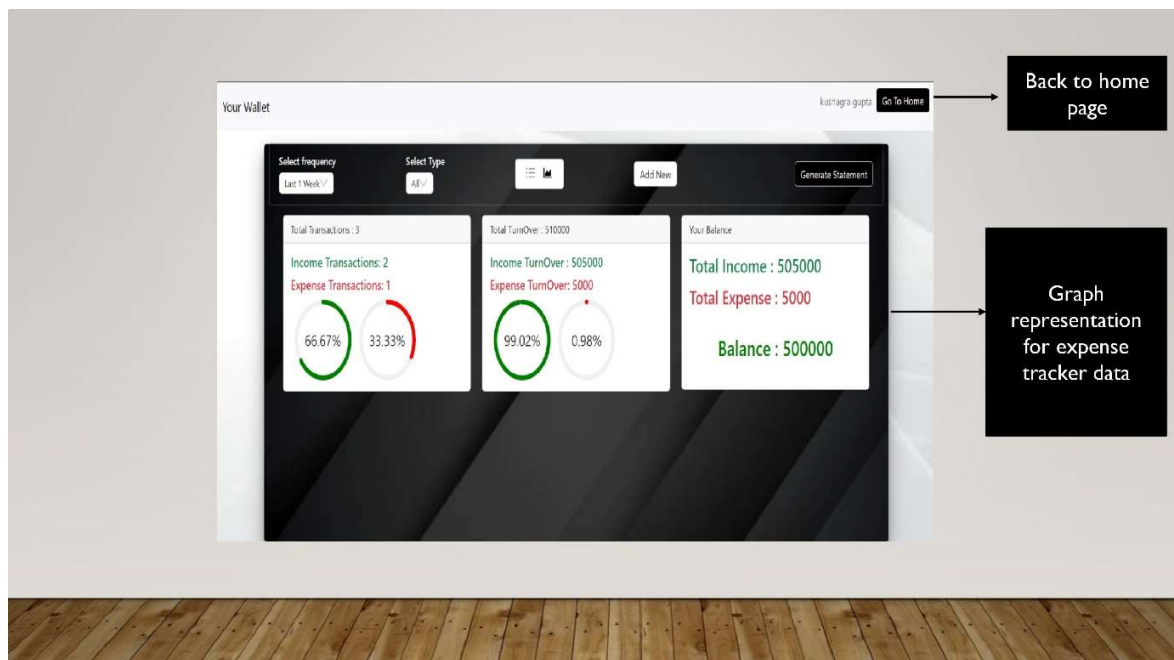 Your Wallet
kushagra gupta
Go To Home
Back to home
page
Select frequency
Last 1 Week
Select Type
All
Add New
Generate Statement
Total Transactions : 3
Income Transactions: 2
Expense Transactions: 1
66.67%
33.33%
Total TurnOver : 510000
Income TurnOver : 505000
Expense TurnOver: 5000
99.02%
0.98%
Your Balance
Total Income : 505000
Total Expense : 5000
Balance : 500000
Graph
representation
for expense
tracker data